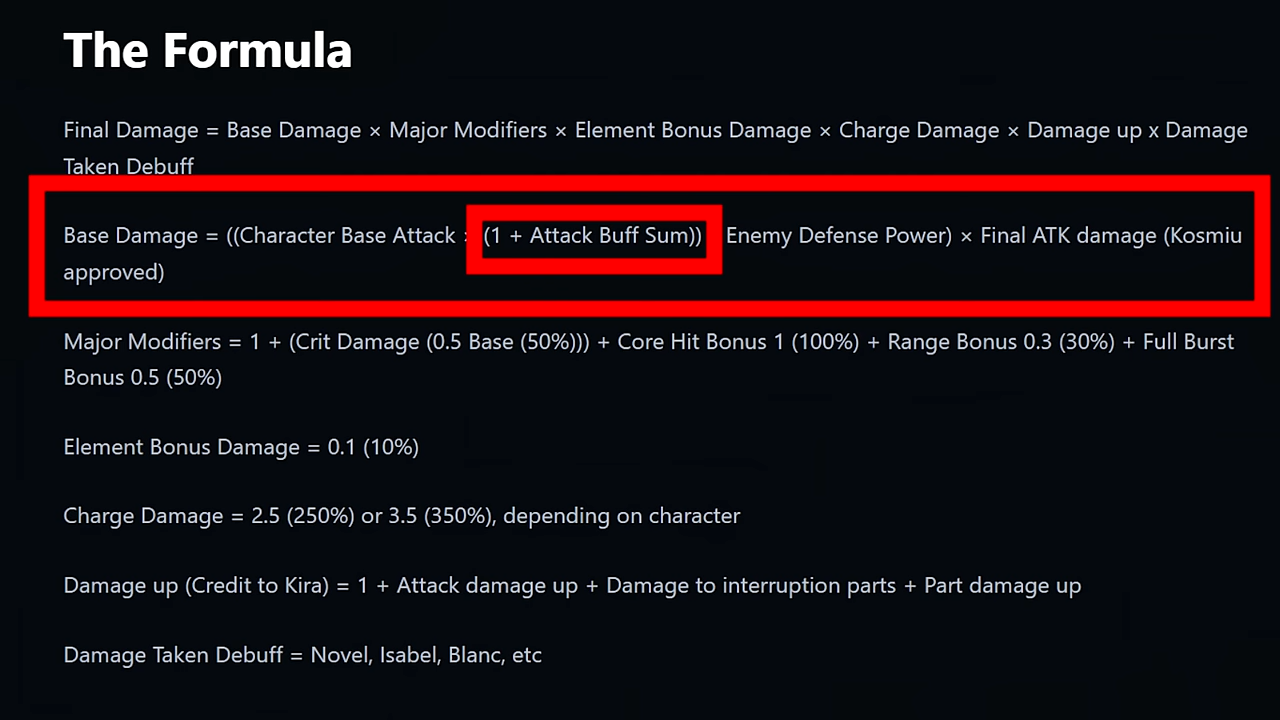 The Formula
Final Damage = Base Damage × Major Modifiers × Element Bonus Damage × Charge Damage × Damage up x Damage
Taken Debuff
Base Damage = ((Character Base Attack (1 + Attack Buff Sum)) Enemy Defense Power) × Final ATK damage (Kosmiu
approved)
Major Modifiers = 1 + (Crit Damage (0.5 Base (50%))) + Core Hit Bonus 1 (100%) + Range Bonus 0.3 (30%) + Full Burst
Bonus 0.5 (50%)
Element Bonus Damage = 0.1 (10%)
Charge Damage = 2.5 (250%) or 3.5 (350%), depending on character
Damage up (Credit to Kira) = 1 + Attack damage up + Damage to interruption parts + Part damage up
Damage Taken Debuff = Novel, Isabel, Blanc, etc